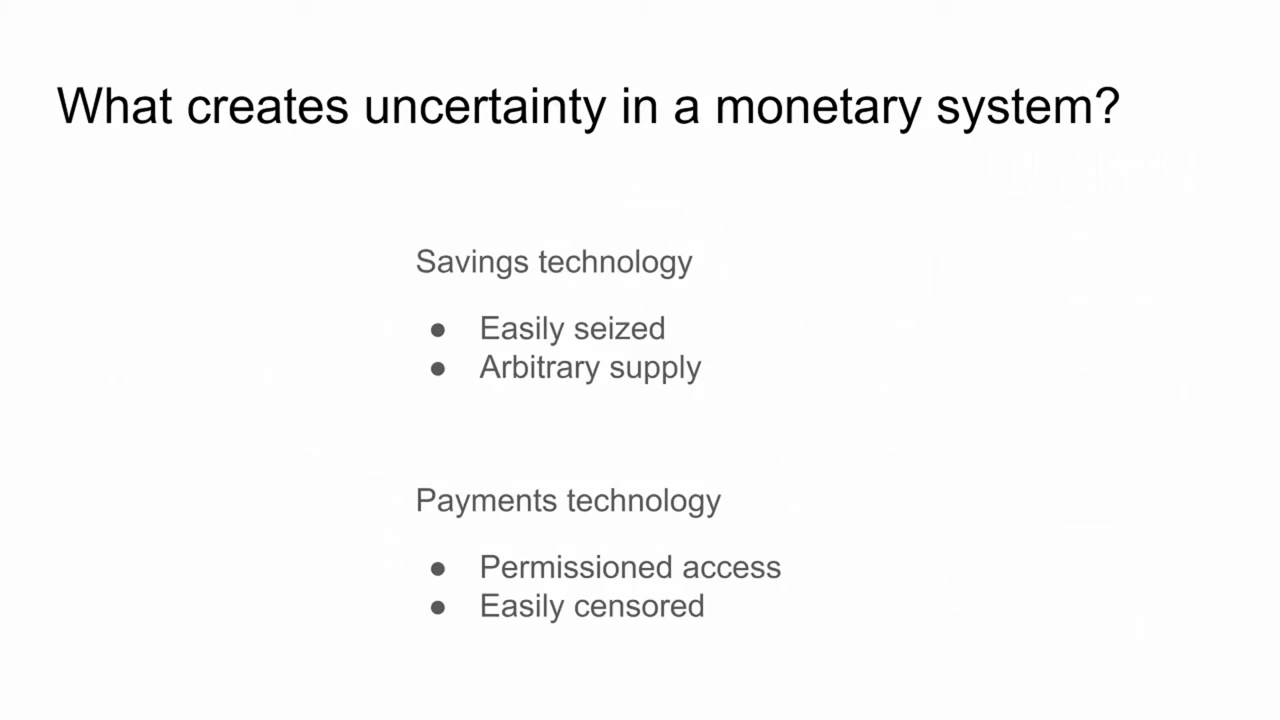 What creates uncertainty in a monetary system?
Savings technology
● Easily seized
● Arbitrary supply
Payments technology
● Permissioned access
● Easily censored